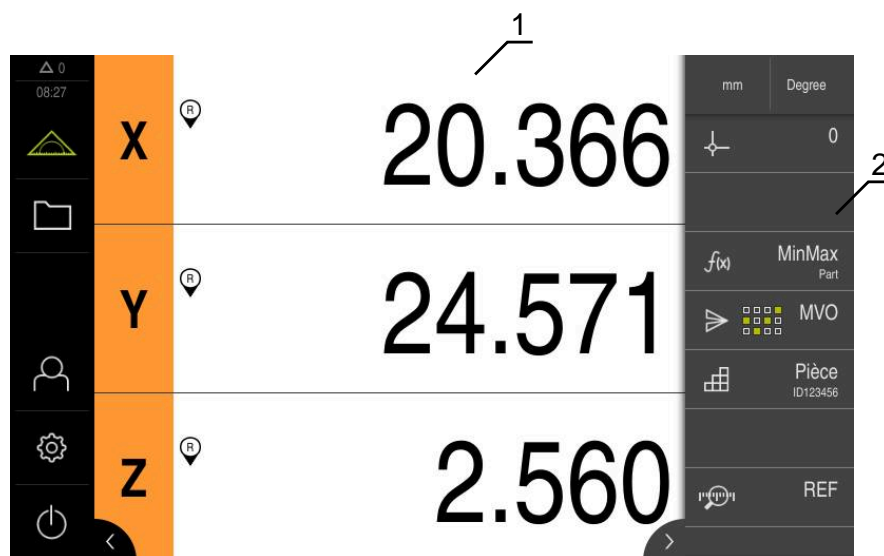 1
0
08:27
mm Degree
X R 20.366
0
2
MinMax
Part
f(x)
Y R 24.571
MVO
Pièce
ID123456
Z R 2.560
REF